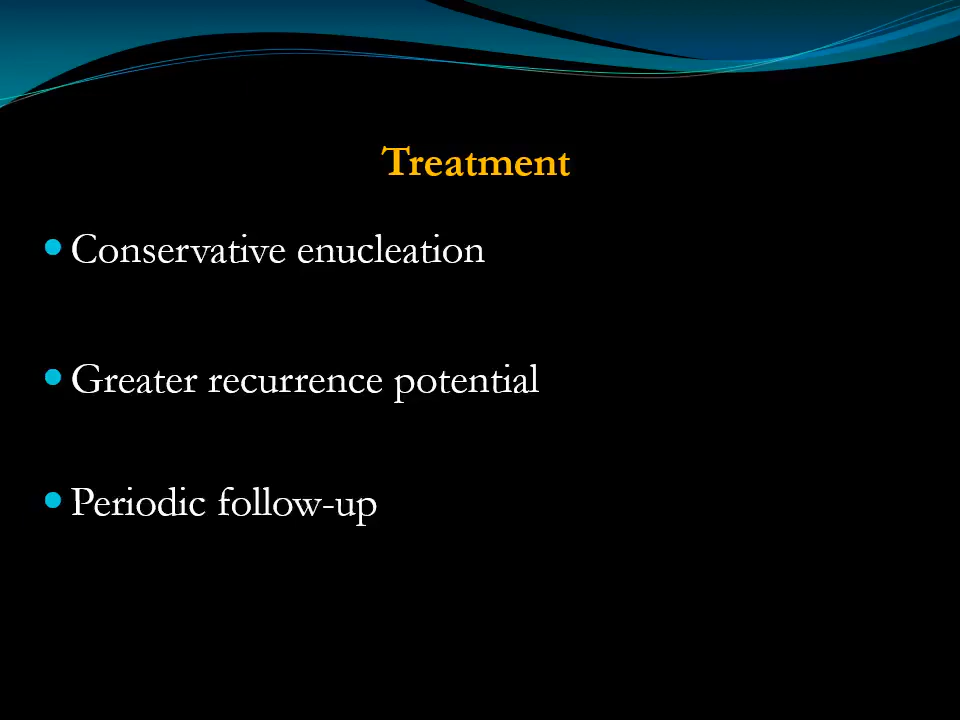 Treatment
• Conservative enucleation
• Greater recurrence potential
• Periodic follow-up